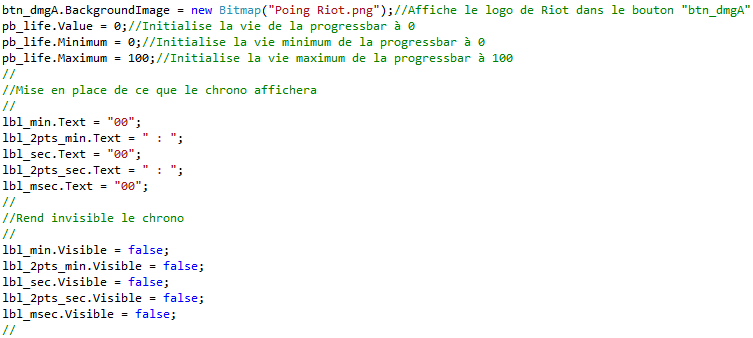 btn_dmgA.BackgroundImage = new Bitmap("Poing Riot.png");//Affiche le logo de Riot dans le bouton "btn_dmgA"
pb_life.Value = 0;//Initialise la vie de la progressbar à 0
pb_life.Minimum = 0;//Initialise la vie minimum de la progressbar à 0
pb_life.Maximum = 100;//Initialise la vie maximum de la progressbar à 100
//
//Mise en place de ce que le chrono affichera
//
lbl_min.Text = "00";
lbl_2pts_min.Text = " : ";
lbl_sec.Text = "00";
lbl_2pts_sec.Text = " : ";
lbl_msec.Text = "00";
//
//Rend invisible le chrono
//
lbl_min.Visible = false;
lbl_2pts_min.Visible = false;
lbl_sec.Visible = false;
lbl_2pts_sec.Visible = false;
lbl_msec.Visible = false;
//